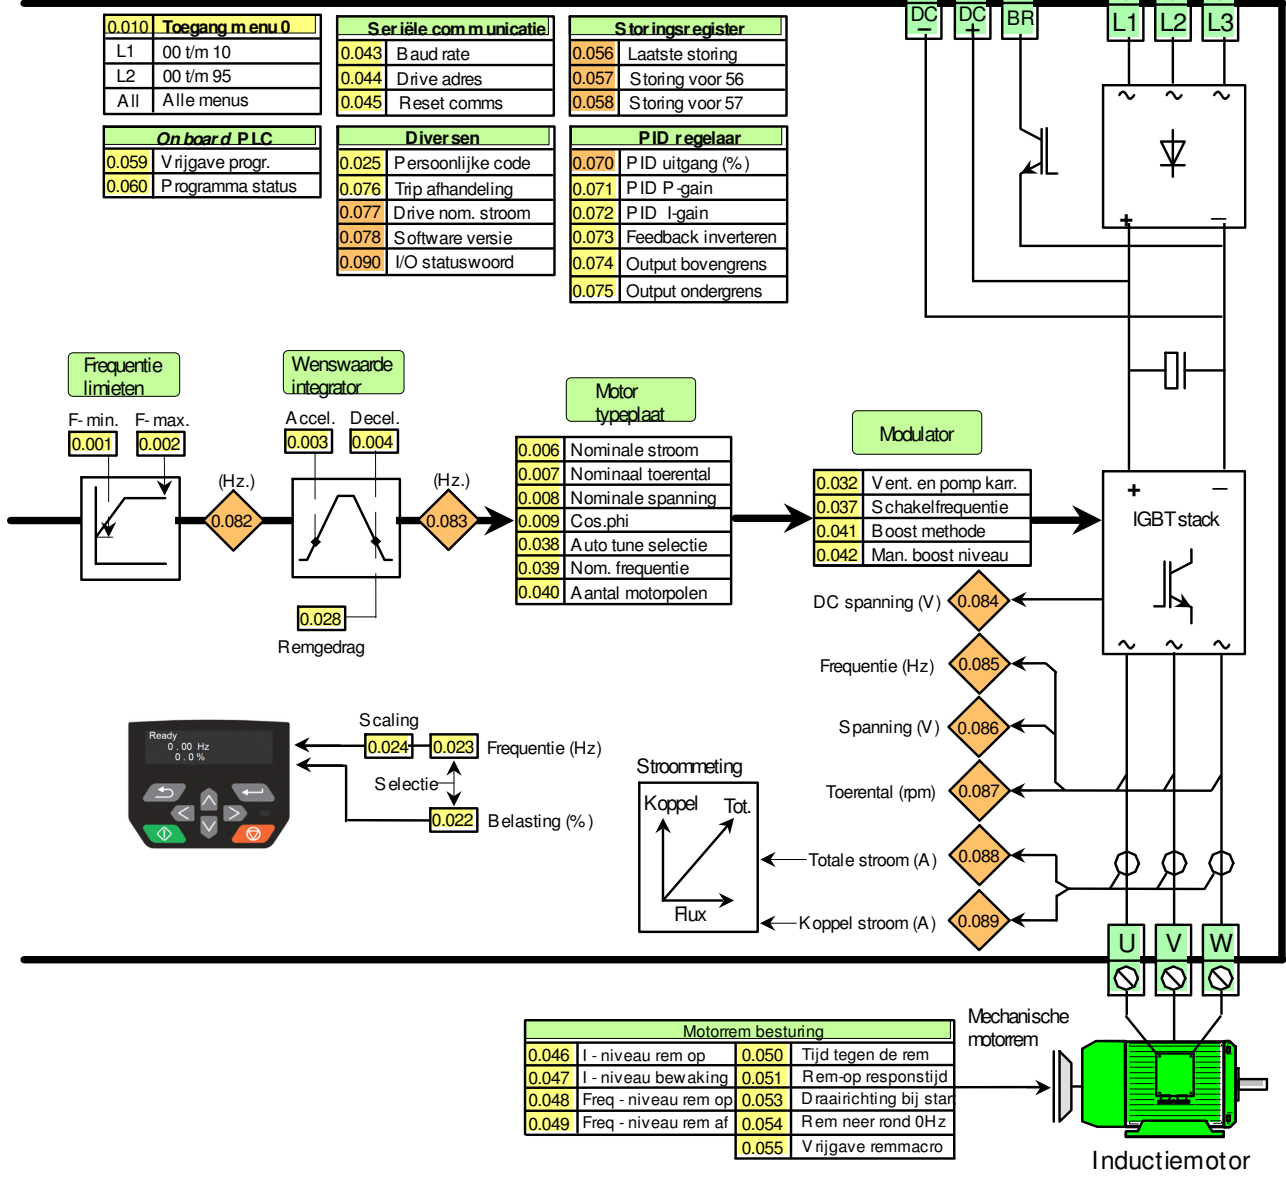 DC
–
DC
+
BR
L1
L2
L3
0.010 Toegang menu 0
L1 00 t/m 10
L2 00 t/m 95
All Alle menus
Seriële communicatie
0.043 Baud rate
0.044 Drive adres
0.045 Reset comms
Storingsregister
0.056 Laatste storing
0.057 Storing voor 56
0.058 Storing voor 57
On board PLC
0.059 Vrijgave progr.
0.060 Programma status
Diversen
0.025 Persoonlijke code
0.076 Trip afhandeling
0.077 Drive nom. stroom
0.078 Software versie
0.090 I/O statuswoord
PID regelaar
0.070 PID uitgang (%)
0.071 PID P-gain
0.072 PID I-gain
0.073 Feedback inverteren
0.074 Output bovengrens
0.075 Output ondergrens
~ ~ ~
+ –
Frequentie
limieten
F-min. F-max.
0.001 0.002
(Hz.)
0.082
Wenswaarde
integrator
Accel. Decel.
0.003 0.004
(Hz.)
0.083
0.028
Remgedrag
Motor
typeplaat
0.006 Nominale stroom
0.007 Nominaal toerental
0.008 Nominale spanning
0.009 Cos.phi
0.038 Auto tune selectie
0.039 Nom. frequentie
0.040 Aantal motorpolen
Modulator
0.032 Vent. en pomp karr.
0.037 Schakelfrequentie
0.041 Boost methode
0.042 Man. boost niveau
+ –
IGBT stack
~ ~ ~
DC spanning (V) 0.084
Frequentie (Hz) 0.085
Spanning (V) 0.086
Toerental (rpm) 0.087
Totale stroom (A) 0.088
Koppel stroom (A) 0.089
Stroommeting
Koppel Tot.
Flux
Ready
0.00 Hz
0.0 %
Scaling
0.024 0.023 Frequentie (Hz)
Selectie
0.022 Belasting (%)
U
V
W
Motorrem besturing
0.046 I - niveau rem op 0.050 Tijd tegen de rem
0.047 I - niveau bewaking 0.051 Rem-op responstijd
0.048 Freq - niveau rem op 0.053 Draairichting bij star
0.049 Freq - niveau rem af 0.054 Rem neer rond 0Hz
0.055 Vrijgave remmacro
Mechanische
motorrem
Inductiemotor